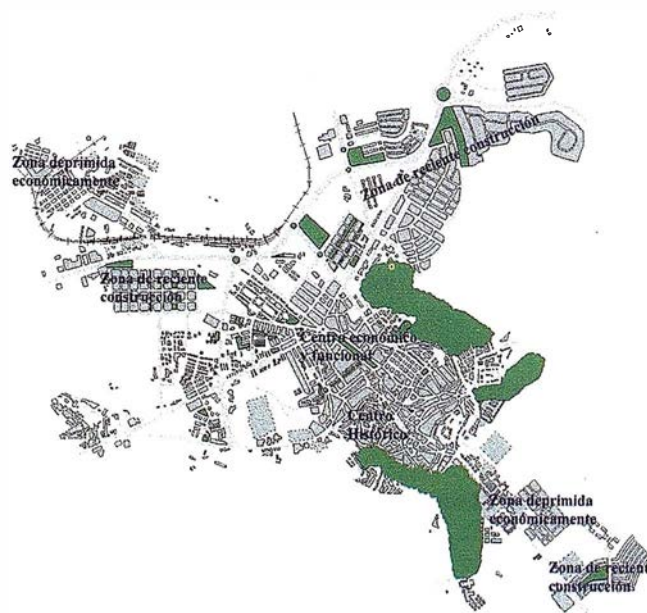 Zona de reciente construcción
Zona deprimida
económicamente
Zona de reciente
construcción
Centro económico
y funcional
Centro
Histórico
Zona deprimida
económicamente
Zona de reciente
construcción